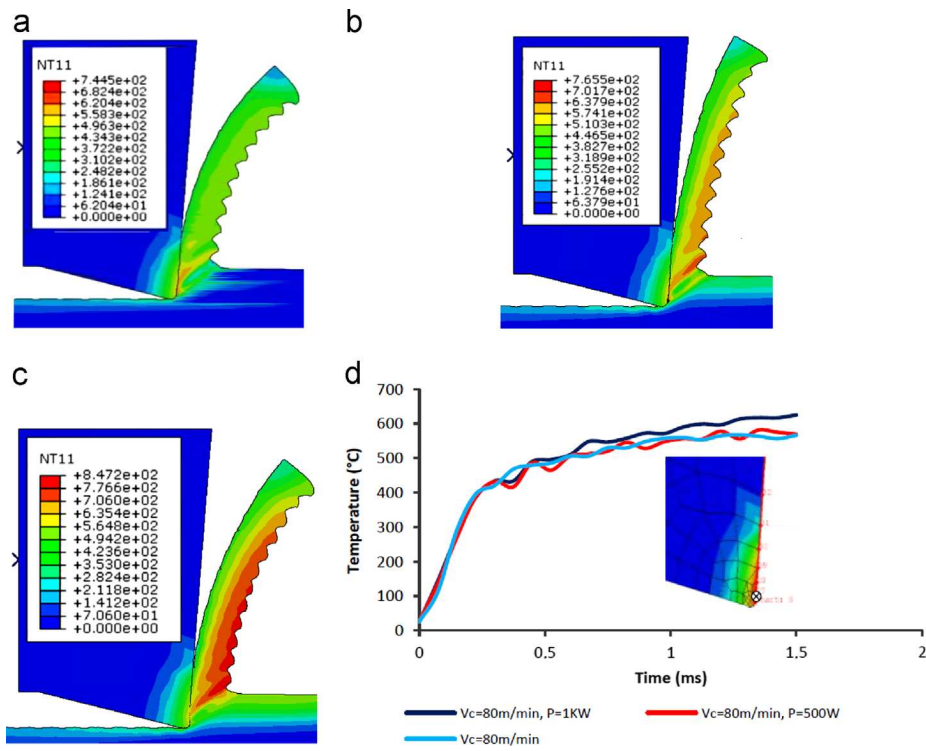 a
NT11
+7.445e+02
+6.824e+02
+6.204e+02
+5.583e+02
+4.963e+02
+4.343e+02
+3.722e+02
+3.102e+02
+2.482e+02
+1.861e+02
+1.241e+02
+6.204e+01
+0.000e+00
b
NT11
+7.655e+02
+7.017e+02
+6.379e+02
+5.741e+02
+5.103e+02
+4.465e+02
+3.827e+02
+3.189e+02
+2.552e+02
+1.914e+02
+1.276e+02
+6.379e+01
+0.000e+00
c
NT11
+8.472e+02
+7.766e+02
+7.060e+02
+6.354e+02
+5.648e+02
+4.942e+02
+4.236e+02
+3.530e+02
+2.824e+02
+2.118e+02
+1.412e+02
+7.060e+01
+0.000e+00
d
Temperature (°C)
700
600
500
400
300
200
100
0
0
0.5
1
1.5
2
Time (ms)
Vc=80m/min, P=1KW
Vc=80m/min, P=500W
Vc=80m/min